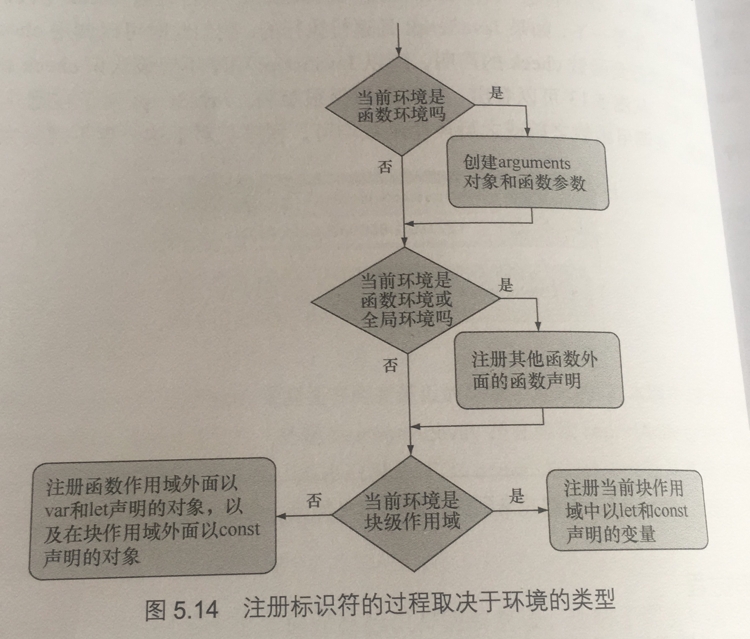 当前环境是
函数环境吗
是
否
创建arguments
对象和函数参数
当前环境是
函数环境或
全局环境吗
是
否
注册其他函数外
面的函数声明
当前环境是
块级作用域
否
是
注册函数作用域外面以
var和let声明的对象，以
及在块作用域外面以const
声明的对象
注册当前块作用
域中以let和const
声明的变量
图 5.14 注册标识符的过程取决于环境的类型